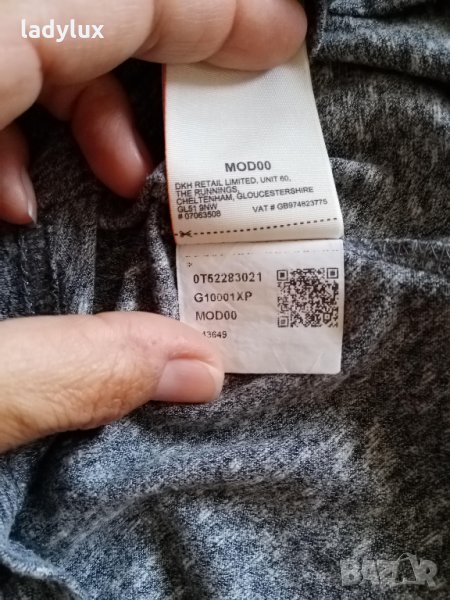 ladylux
MOD00
DKH RETAIL LIMITED, UNIT 60,
THE RUNNINGS,
CHELTENHAM, GLOUCESTERSHIRE
GL51 9NW
# 07063508 VAT # GB974823775
0T52283021
G10001XP
MOD00
43649
BAZAR